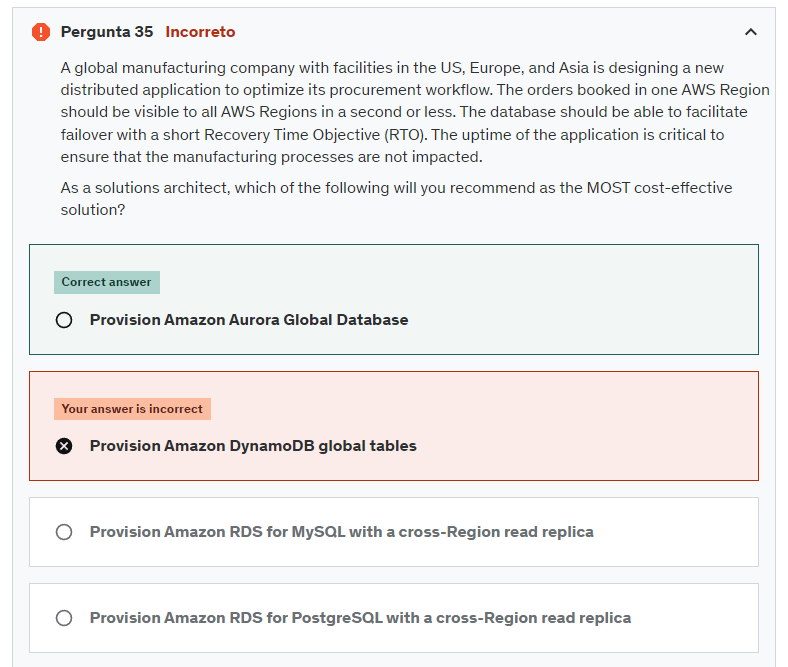 Pergunta 35 Incorreto
A global manufacturing company with facilities in the US, Europe, and Asia is designing a new
distributed application to optimize its procurement workflow. The orders booked in one AWS Region
should be visible to all AWS Regions in a second or less. The database should be able to facilitate
failover with a short Recovery Time Objective (RTO). The uptime of the application is critical to
ensure that the manufacturing processes are not impacted.
As a solutions architect, which of the following will you recommend as the MOST cost-effective
solution?
Correct answer
Provision Amazon Aurora Global Database
Your answer is incorrect
Provision Amazon DynamoDB global tables
Provision Amazon RDS for MySQL with a cross-Region read replica
Provision Amazon RDS for PostgreSQL with a cross-Region read replica